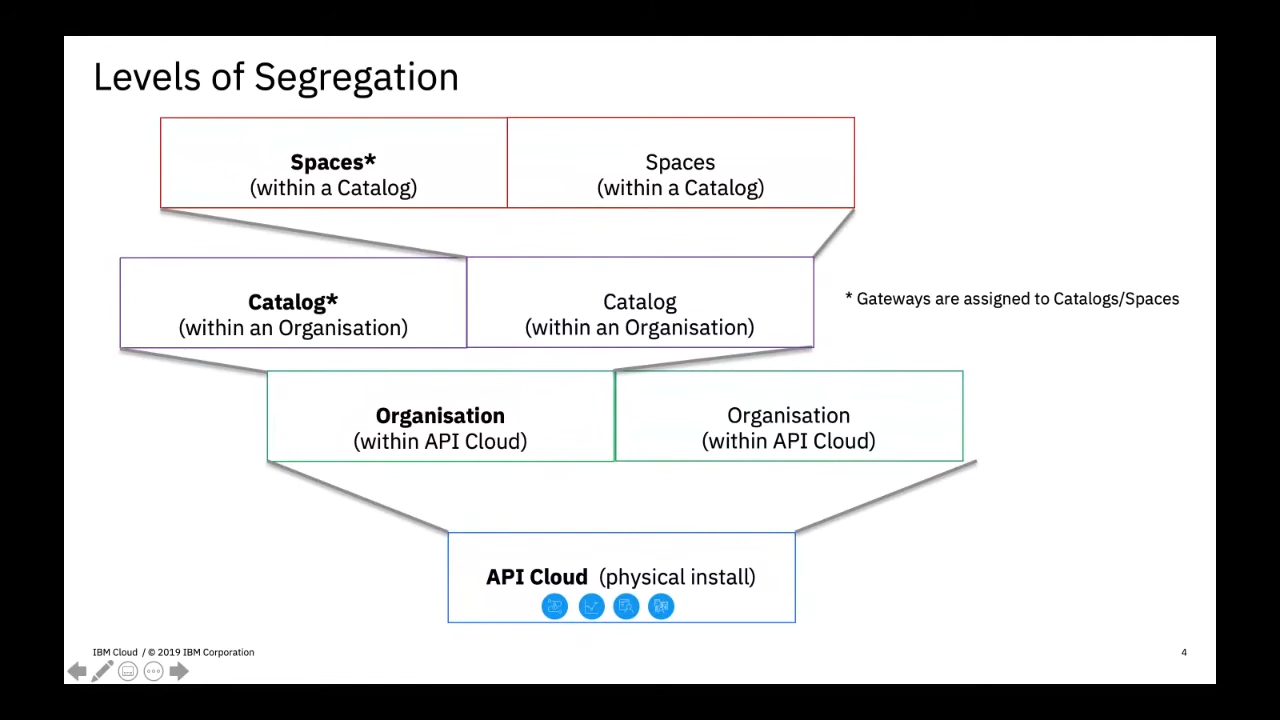 Levels of Segregation
Spaces*
(within a Catalog)
Spaces
(within a Catalog)
Catalog*
(within an Organisation)
Catalog
(within an Organisation)
* Gateways are assigned to Catalogs/Spaces
Organisation
(within API Cloud)
Organisation
(within API Cloud)
API Cloud (physical install)
IBM Cloud / © 2019 IBM Corporation
4